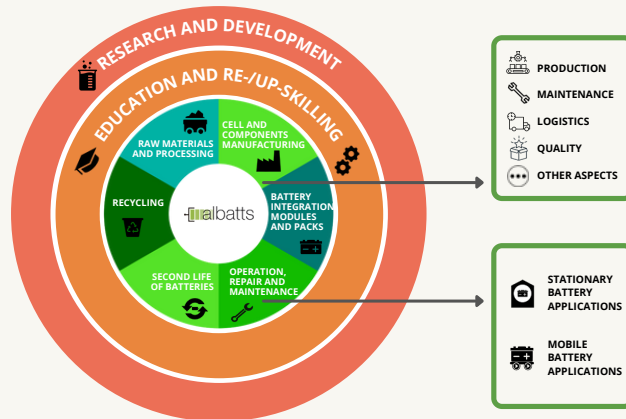 RESEARCH AND DEVELOPMENT
EDUCATION AND RE-/UP-SKILLING
RAW MATERIALS
AND PROCESSING
CELL AND
COMPONENTS
MANUFACTURING
RECYCLING
albatts
BATTERY
INTEGRATION
MODULES
AND PACKS
SECOND LIFE
OF BATTERIES
OPERATION,
REPAIR AND
MAINTENANCE
PRODUCTION
MAINTENANCE
LOGISTICS
QUALITY
OTHER ASPECTS
STATIONARY
BATTERY
APPLICATIONS
MOBILE
BATTERY
APPLICATIONS